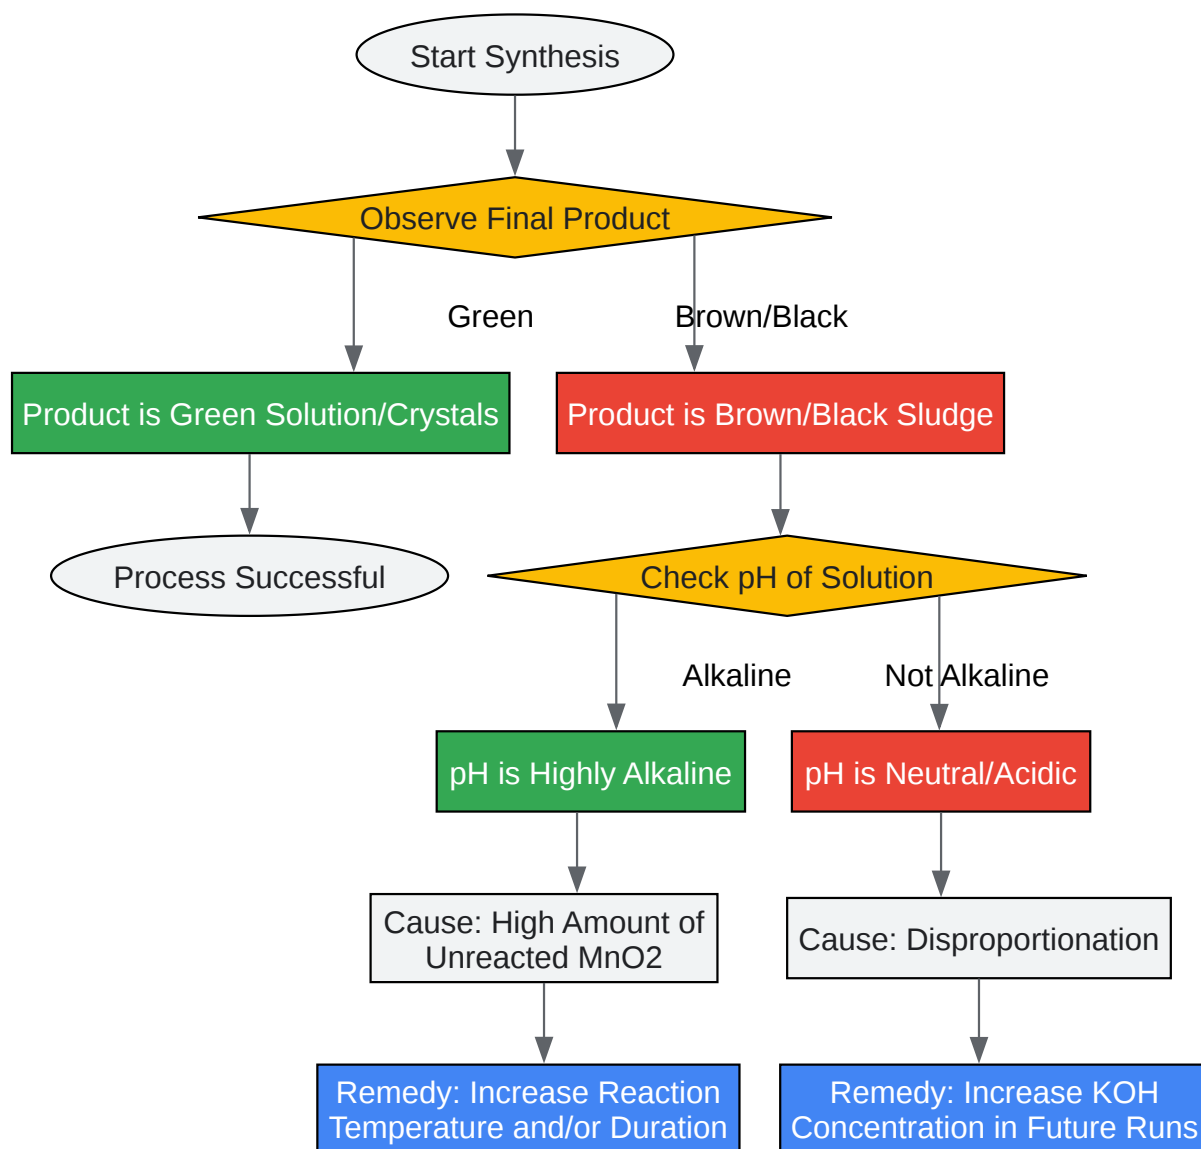 Start Synthesis
Observe Final Product
Green
Brown/Black
Product is Green Solution/Crystals
Product is Brown/Black Sludge
Process Successful
Check pH of Solution
Alkaline
Not Alkaline
pH is Highly Alkaline
pH is Neutral/Acidic
Cause: High Amount of
Unreacted MnO2
Cause: Disproportionation
Remedy: Increase Reaction
Temperature and/or Duration
Remedy: Increase KOH
Concentration in Future Runs